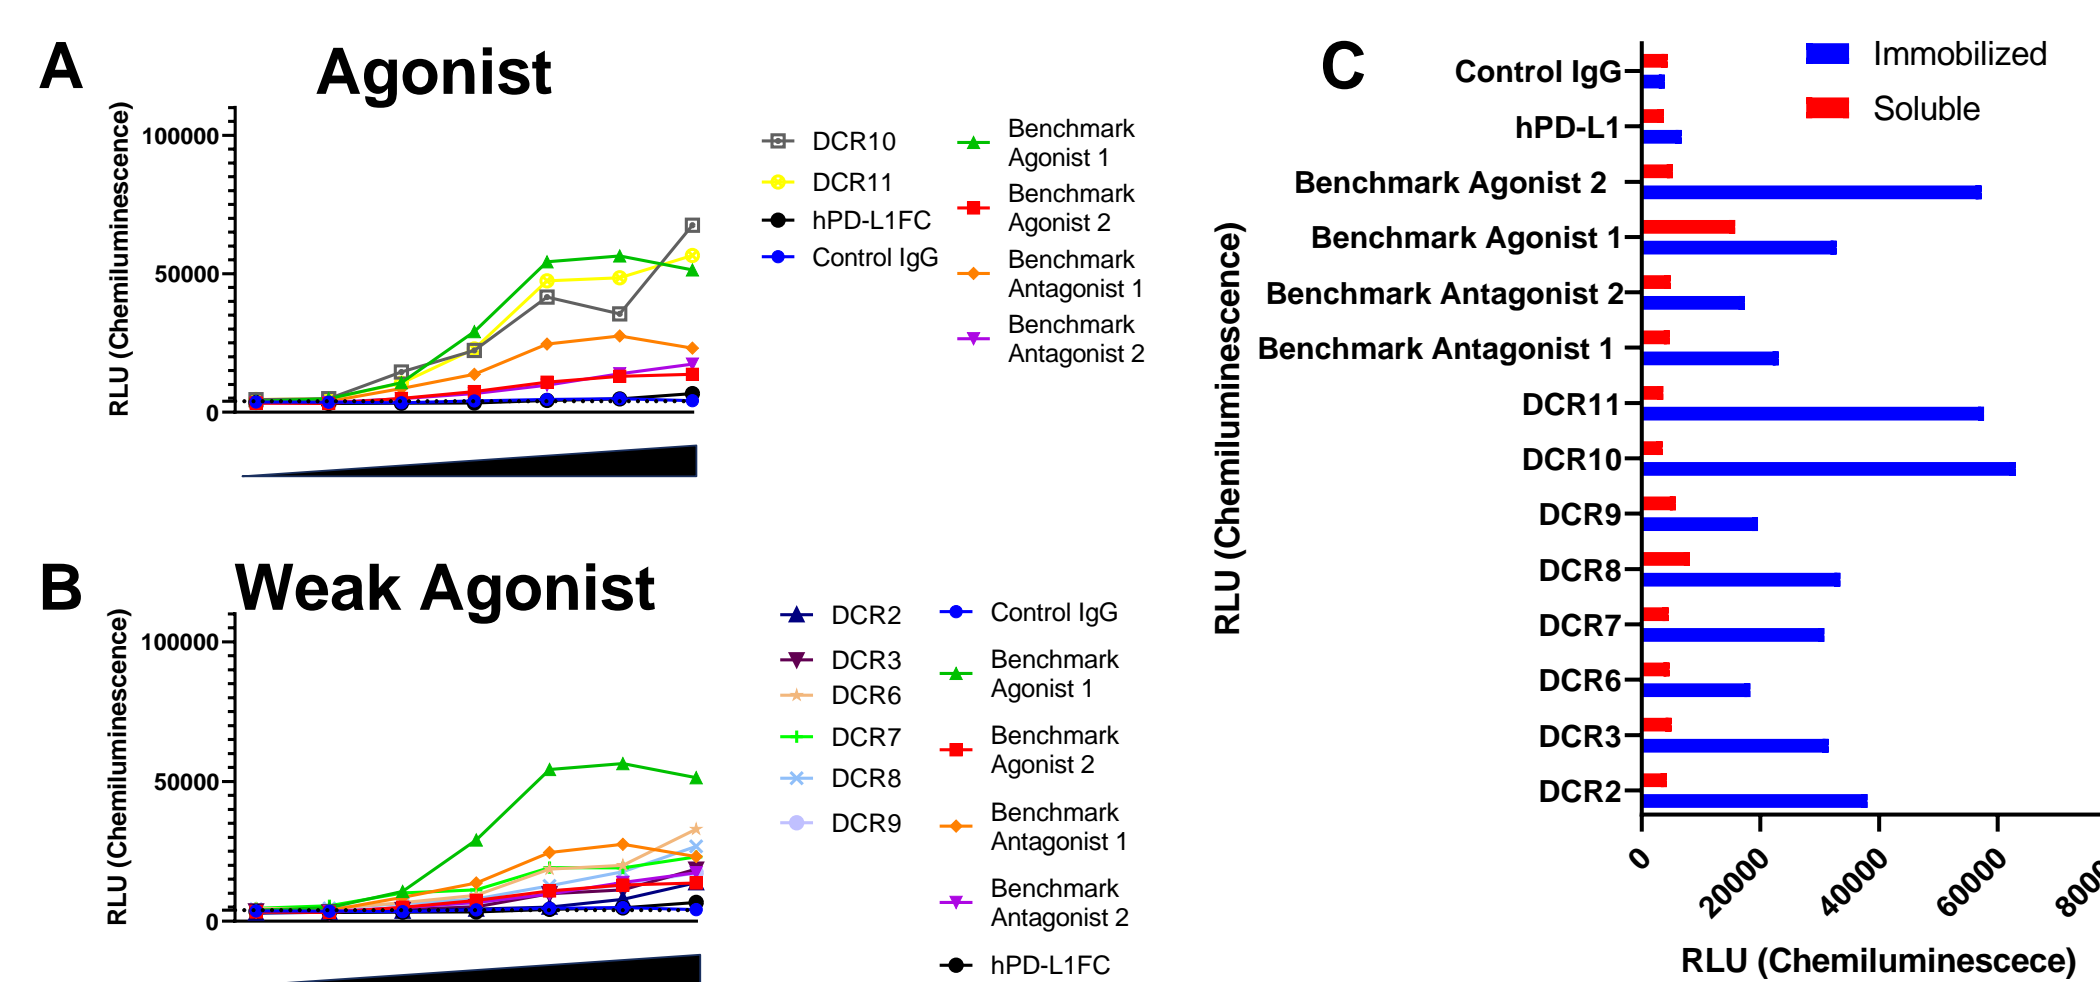 A
Agonist
RLU (Chemiluminescence)
100000
50000
0
DCR10
DCR11
hPD-L1FC
Control IgG
Benchmark
Agonist 1
Benchmark
Agonist 2
Benchmark
Antagonist 1
Benchmark
Antagonist 2
B
Weak Agonist
RLU (Chemiluminescence)
100000
50000
0
DCR2
DCR3
DCR6
DCR7
DCR8
DCR9
Control IgG
Benchmark
Agonist 1
Benchmark
Agonist 2
Benchmark
Antagonist 1
Benchmark
Antagonist 2
hPD-L1FC
C
Immobilized
Soluble
RLU (Chemiluminescence)
Control IgG
hPD-L1
Benchmark Agonist 2
Benchmark Agonist 1
Benchmark Antagonist 2
Benchmark Antagonist 1
DCR11
DCR10
DCR9
DCR8
DCR7
DCR6
DCR3
DCR2
0
200000
40000
60000
8000
RLU (Chemiluminescece)